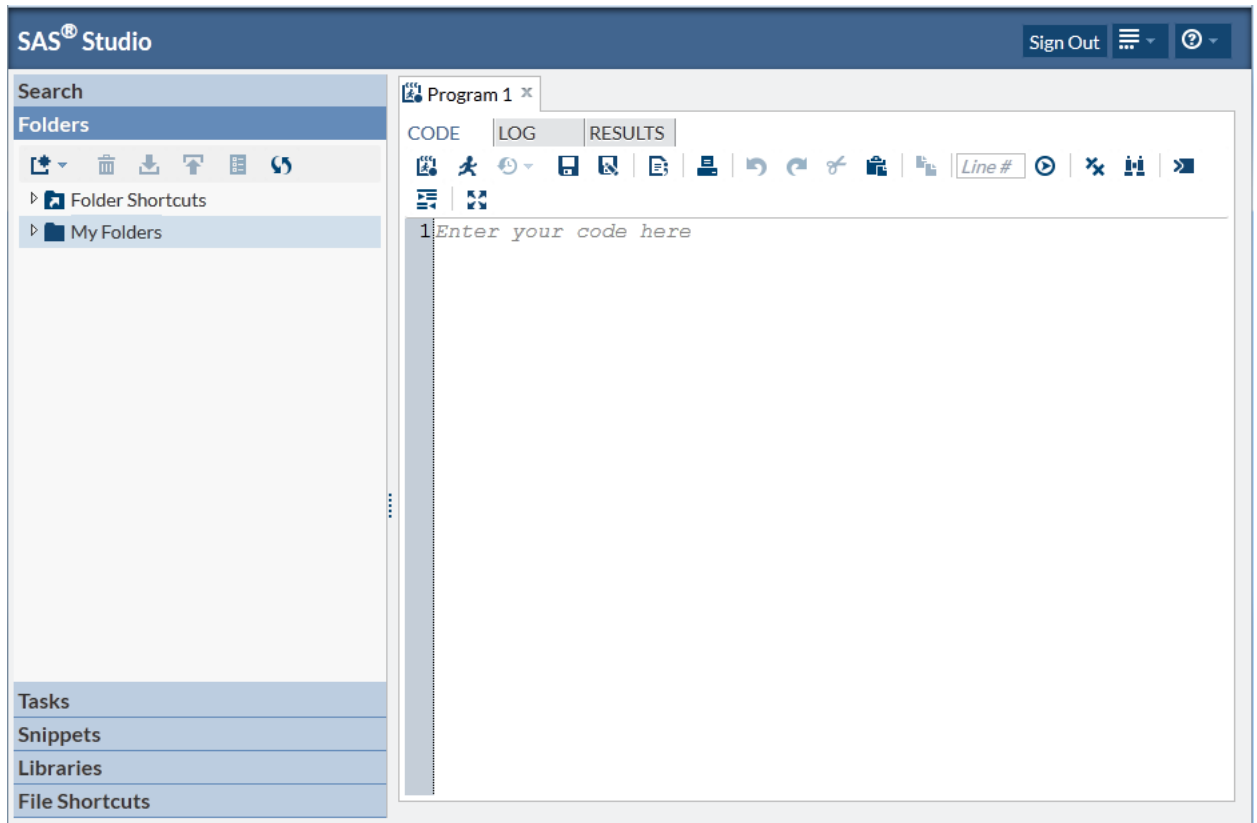 SAS® Studio
Sign Out
Search
Folders
Folder Shortcuts
My Folders
Tasks
Snippets
Libraries
File Shortcuts
Program 1
CODE LOG RESULTS
Line #
1 Enter your code here